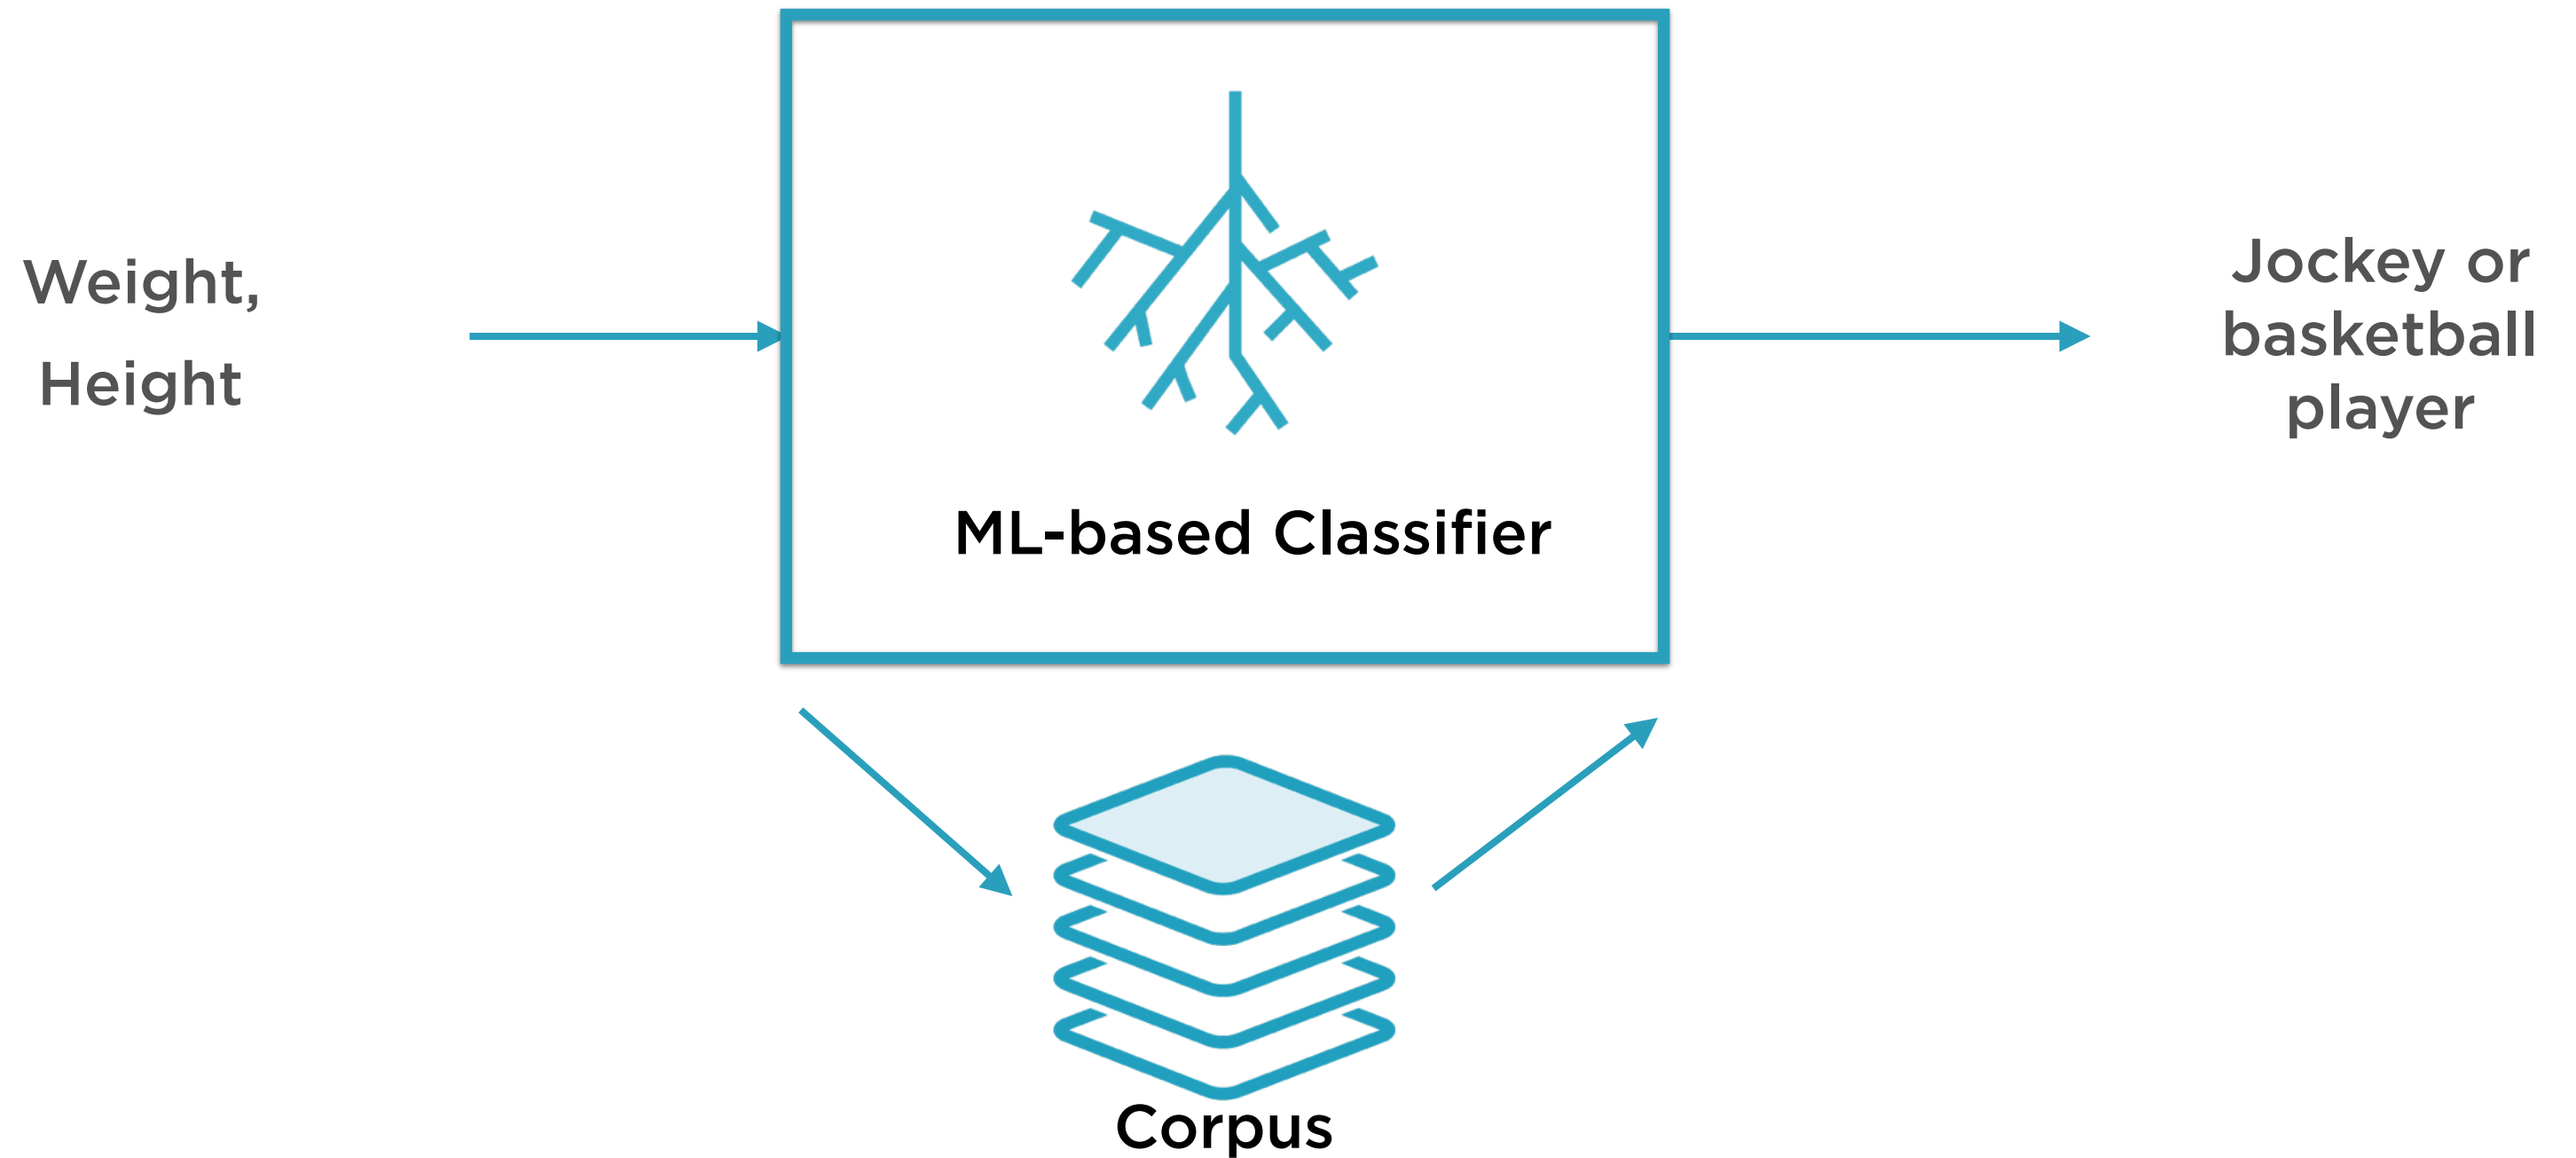 Weight,
Height
ML-based Classifier
Jockey or
basketball
player
Corpus